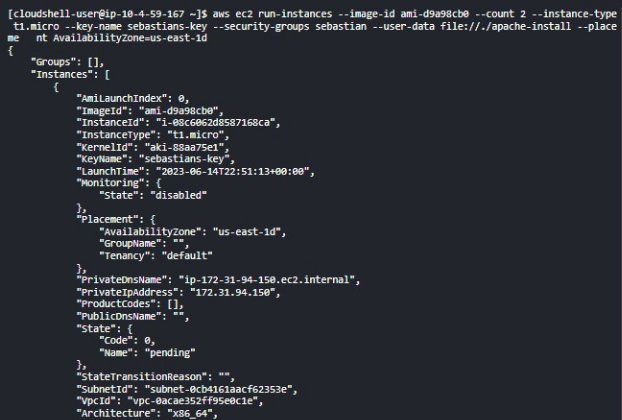 [cloudshell-user@ip-10-4-59-167 ~]$ aws ec2 run-instances --image-id ami-d9a98cb0 --count 2 --instance-type
 t1.micro --key-name sebastians-key --security-groups sebastian --user-data file://./apache-install --place
me   nt AvailabilityZone=us-east-1d
{
    "Groups": [],
    "Instances": [
        {
            "AmiLaunchIndex": 0,
            "ImageId": "ami-d9a98cb0",
            "InstanceId": "i-08c6062d8587168ca",
            "InstanceType": "t1.micro",
            "KernelId": "aki-88aa75e1",
            "KeyName": "sebastians-key",
            "LaunchTime": "2023-06-14T22:51:13+00:00",
            "Monitoring": {
                "State": "disabled"
            },
            "Placement": {
                "AvailabilityZone": "us-east-1d",
                "GroupName": "",
                "Tenancy": "default"
            },
            "PrivateDnsName": "ip-172-31-94-150.ec2.internal",
            "PrivateIpAddress": "172.31.94.150",
            "ProductCodes": [],
            "PublicDnsName": "",
            "State": {
                "Code": 0,
                "Name": "pending"
            },
            "StateTransitionReason": "",
            "SubnetId": "subnet-0cb4161aacf62353e",
            "VpcId": "vpc-0acae352ff95e0c1e",
            "Architecture": "x86_64",